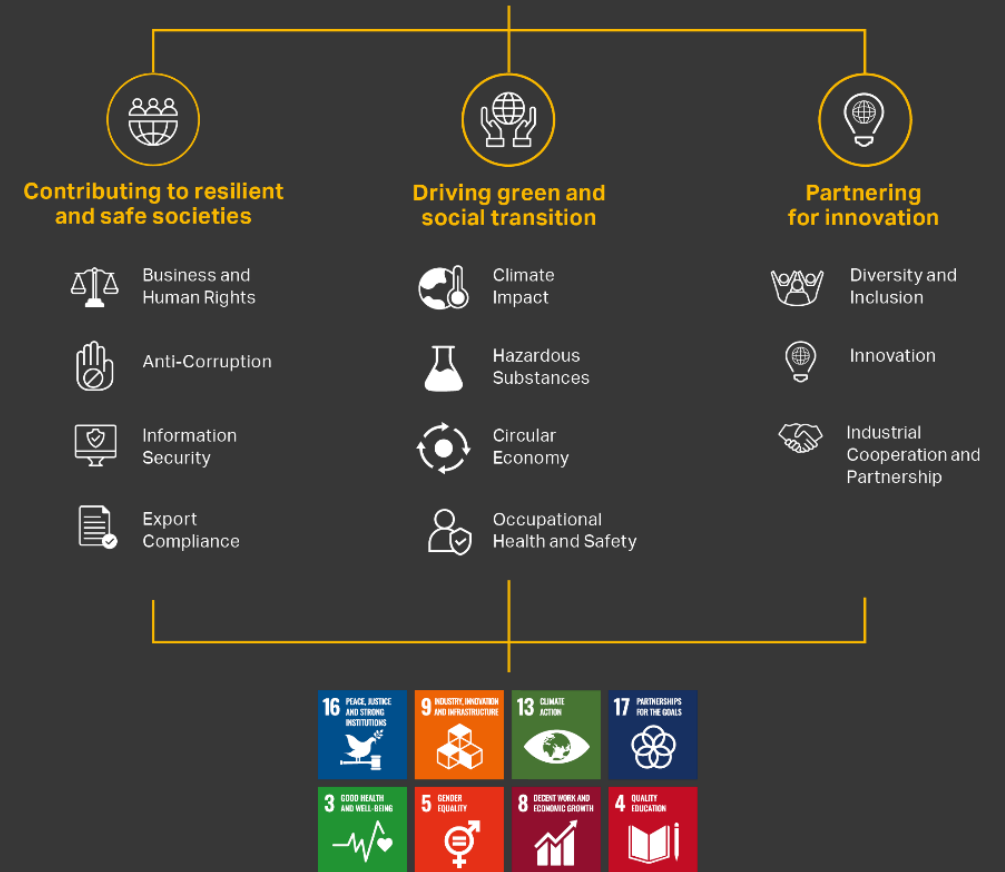 Contributing to resilient
and safe societies
Business and
Human Rights
Anti-Corruption
Information
Security
Export
Compliance
Driving green and
social transition
Climate
Impact
Hazardous
Substances
Circular
Economy
Occupational
Health and Safety
Partnering
for innovation
Diversity and
Inclusion
Innovation
Industrial
Cooperation and
Partnership
16 PEACE, JUSTICE
AND STRONG
INSTITUTIONS
9 INDUSTRY, INNOVATION
AND INFRASTRUCTURE
13 CLIMATE
ACTION
17 PARTNERSHIPS
FOR THE GOALS
3 GOOD HEALTH
AND WELL-BEING
5 GENDER
EQUALITY
8 DECENT WORK AND
ECONOMIC GROWTH
4 QUALITY
EDUCATION